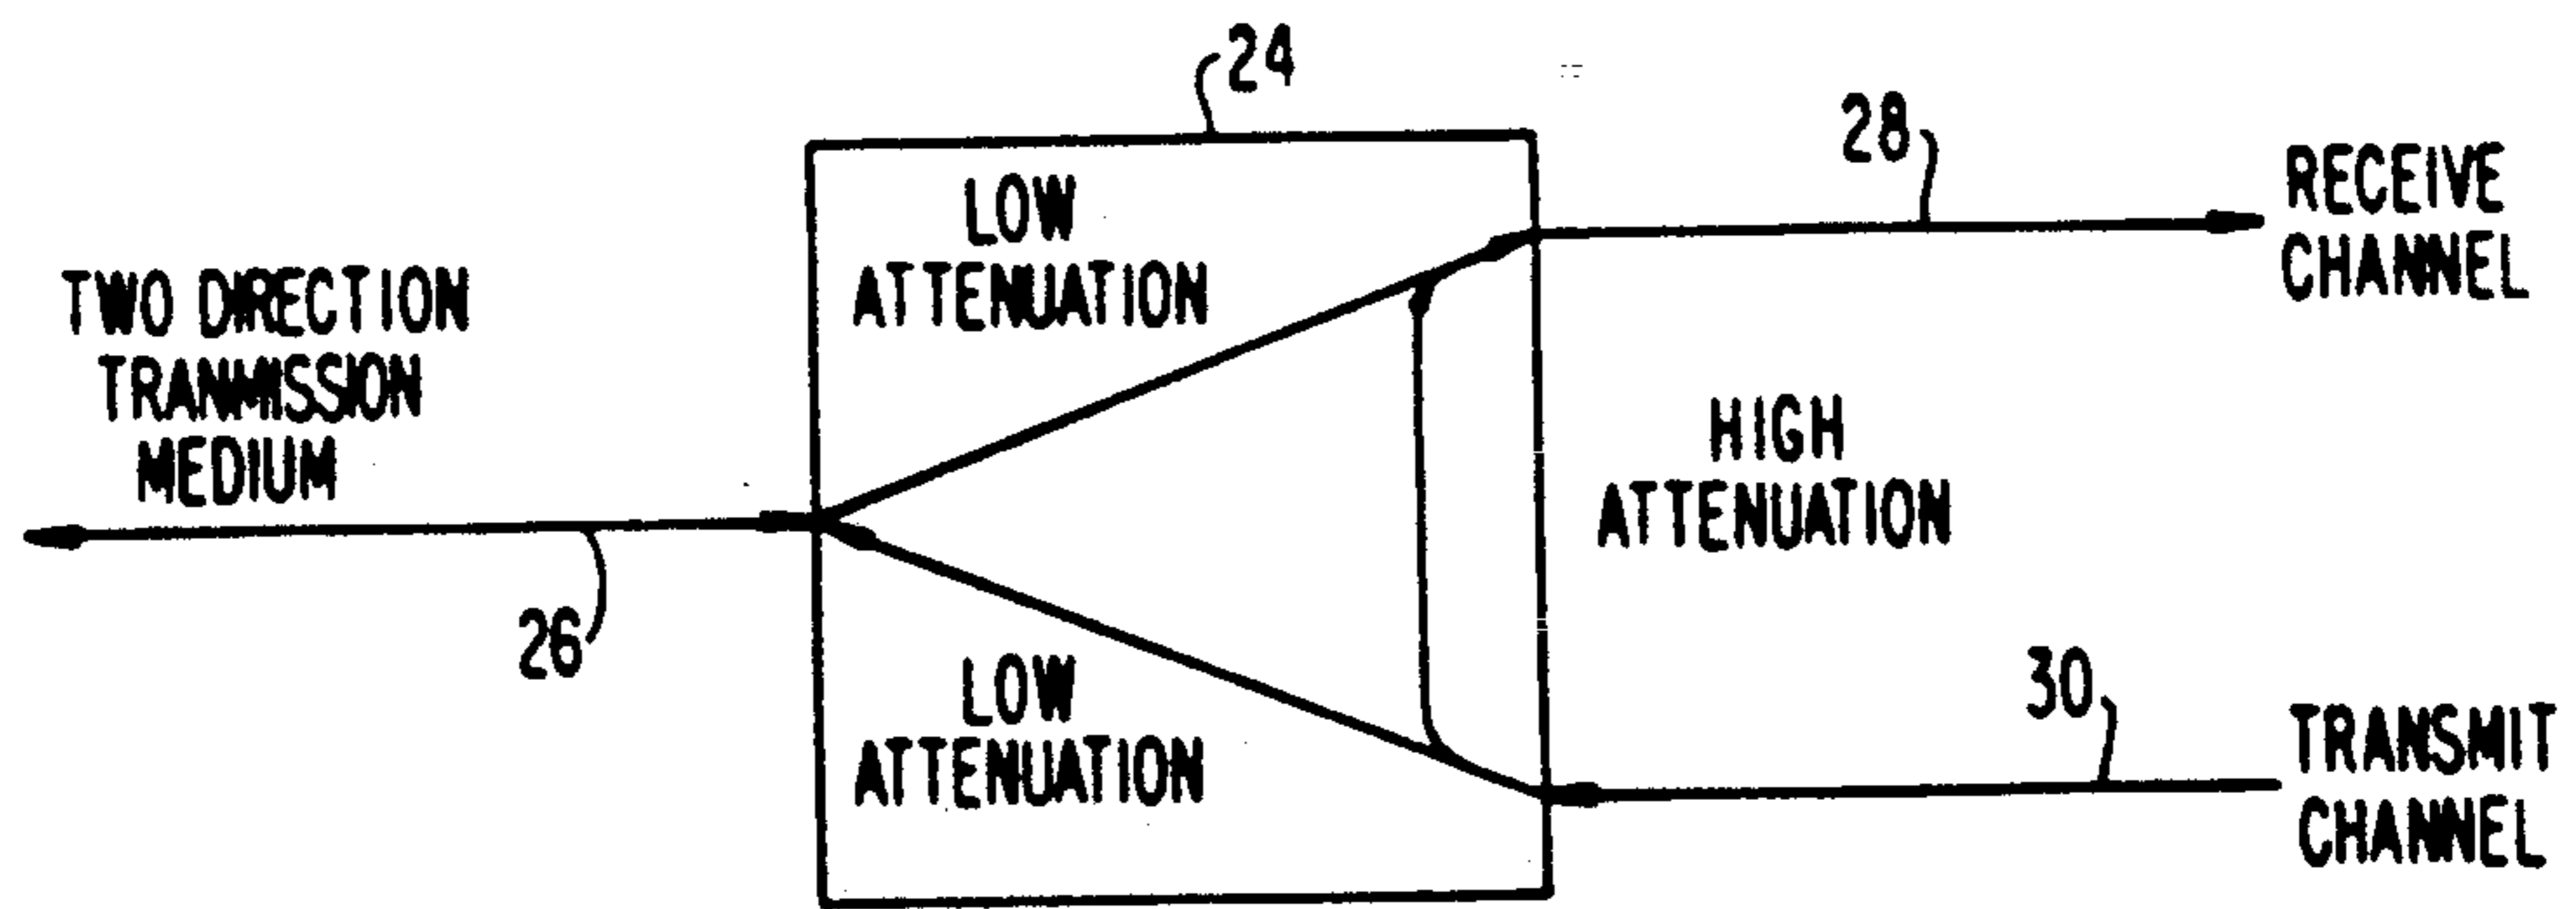 24
28
LOW
ATTENUATION
RECEIVE
CHANNEL
TWO DIRECTION
TRANMISSION
MEDIUM
HIGH
ATTENUATION
26
LOW
ATTENUATION
30
TRANSMIT
CHANNEL